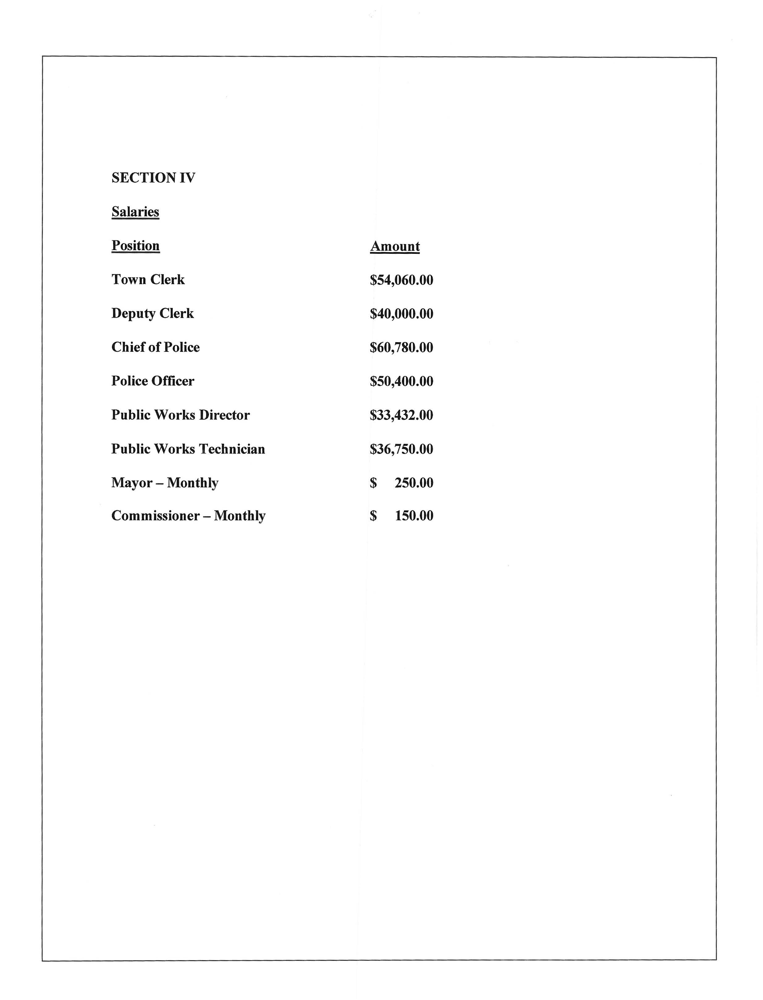 SECTION IV
Salaries
Position Amount
Town Clerk $54,060.00
Deputy Clerk $40,000.00
Chief of Police $60,780.00
Police Officer $50,400.00
Public Works Director $33,432.00
Public Works Technician $36,750.00
Mayor – Monthly $ 250.00
Commissioner – Monthly $ 150.00